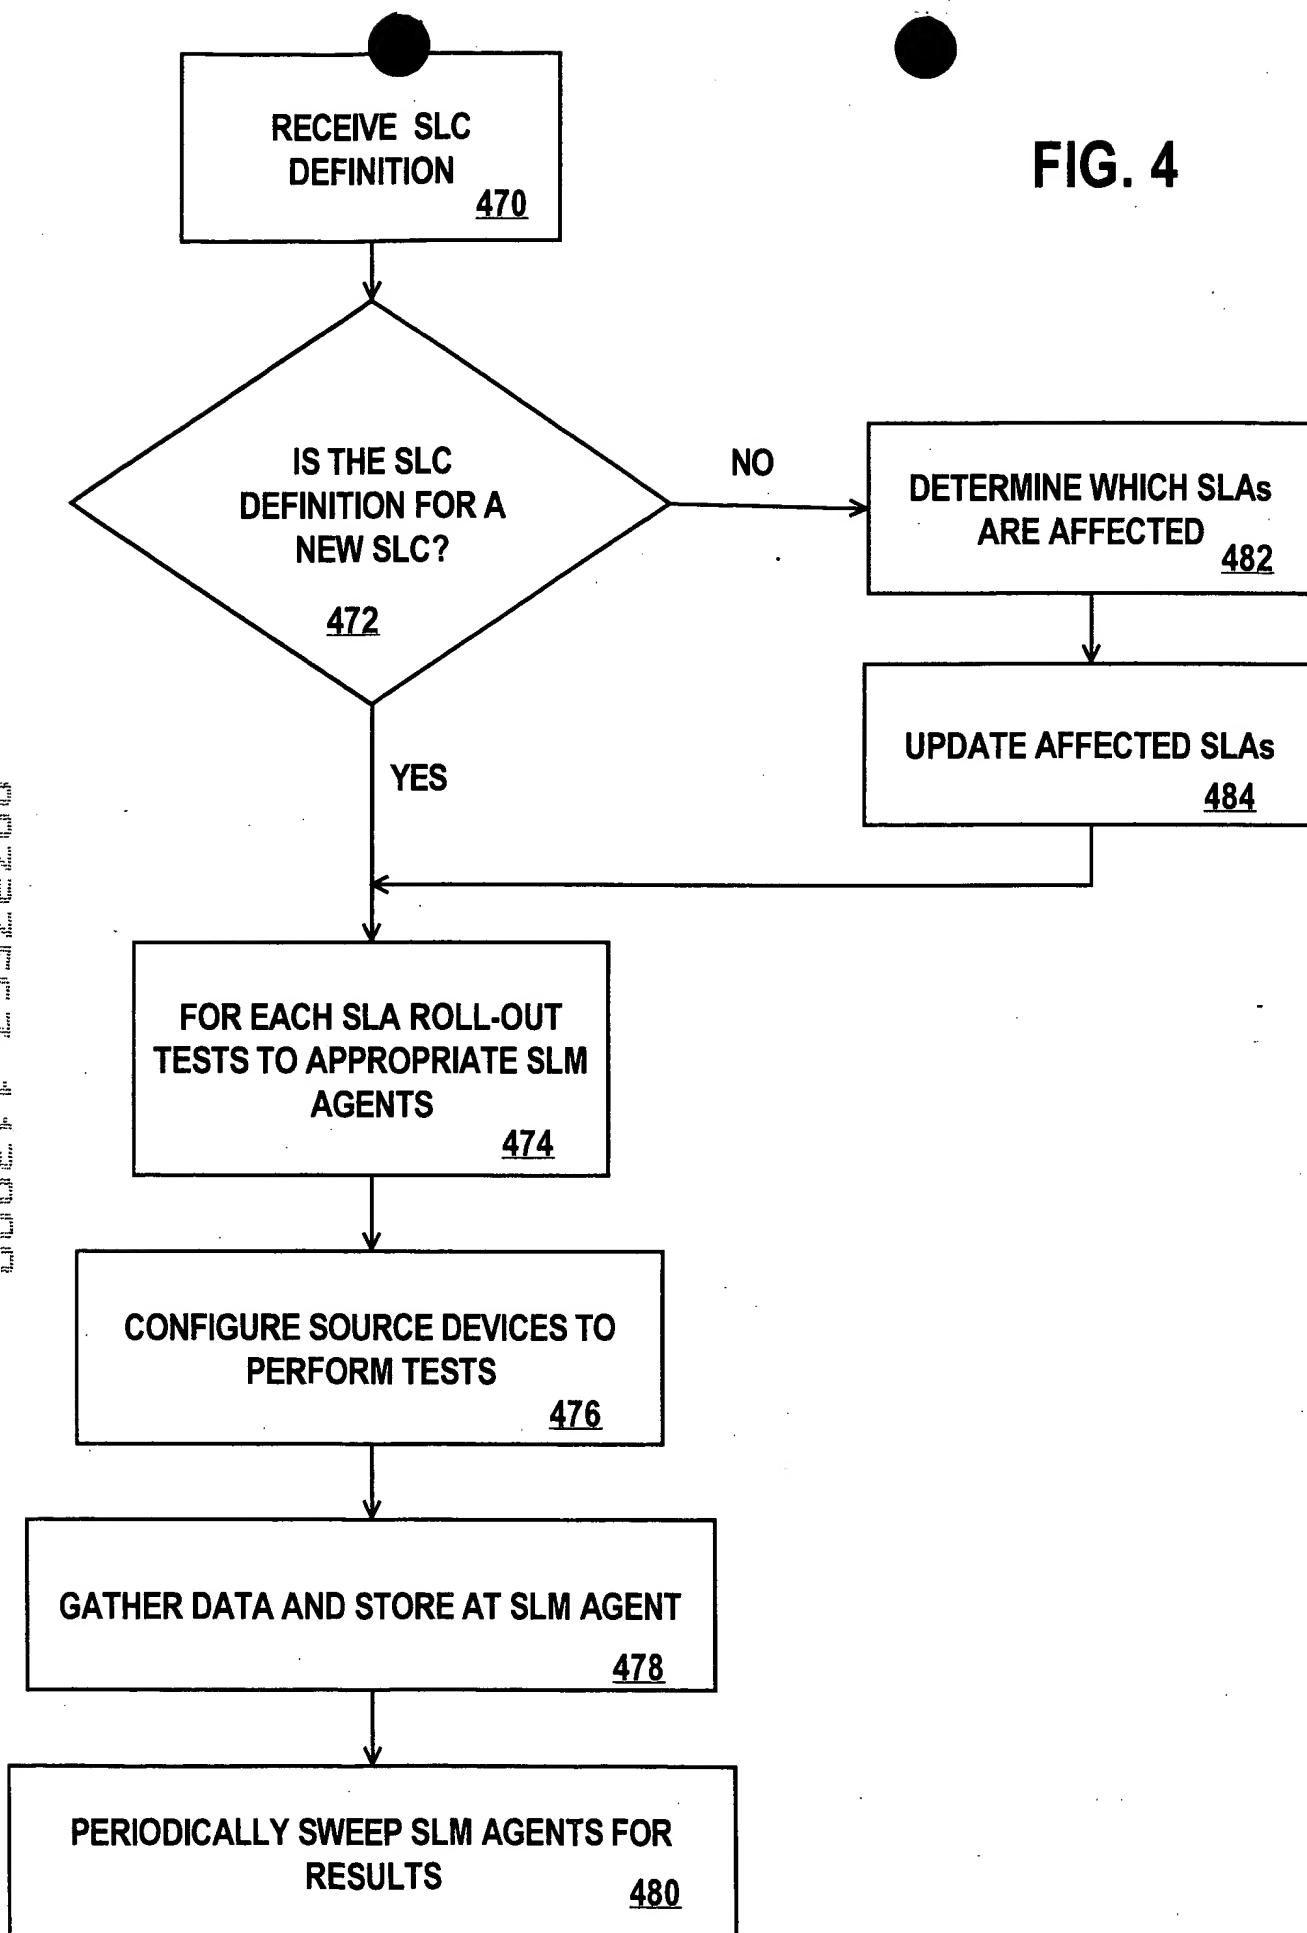 FIG. 4
RECEIVE SLC
DEFINITION
470
IS THE SLC
DEFINITION FOR A
NEW SLC?
472
NO
DETERMINE WHICH SLAs
ARE AFFECTED
482
UPDATE AFFECTED SLAs
484
YES
FOR EACH SLA ROLL-OUT
TESTS TO APPROPRIATE SLM
AGENTS
474
CONFIGURE SOURCE DEVICES TO
PERFORM TESTS
476
GATHER DATA AND STORE AT SLM AGENT
478
PERIODICALLY SWEEP SLM AGENTS FOR
RESULTS
480